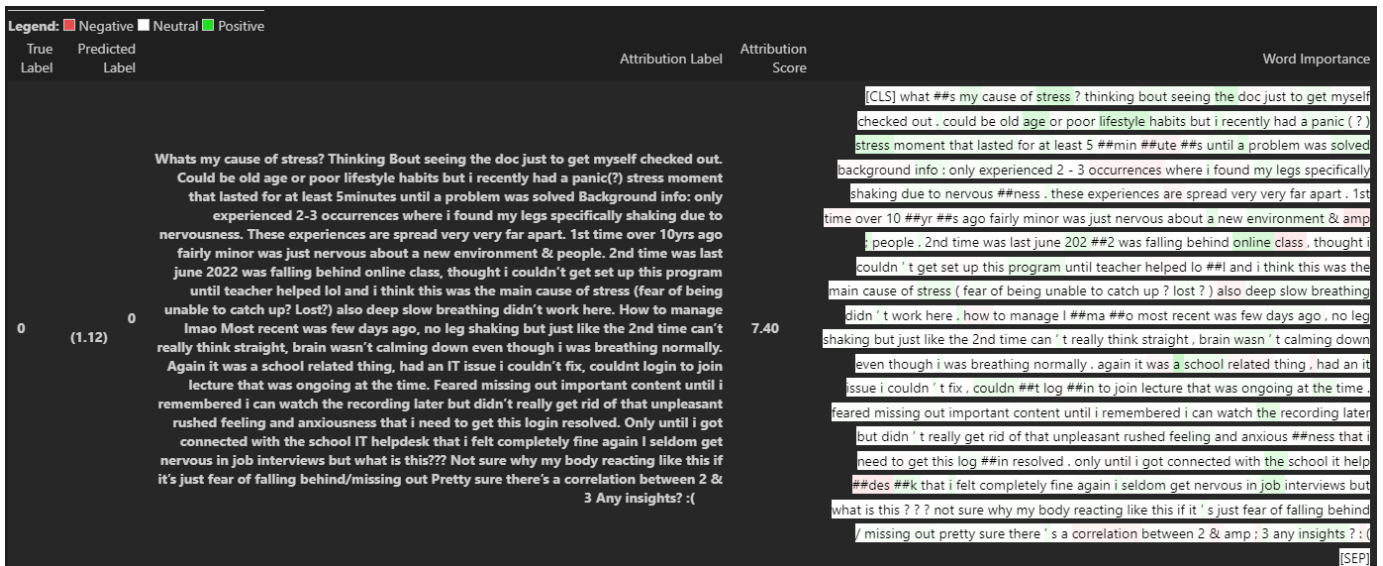 Legend: Negative Neutral Positive
True Label
Predicted Label
Attribution Label
Attribution Score
Word Importance
0
0 (1.12)
Whats my cause of stress? Thinking Bout seeing the doc just to get myself checked out.
Could be old age or poor lifestyle habits but i recently had a panic(?) stress moment
that lasted for at least 5minutes until a problem was solved Background info: only
experienced 2-3 occurrences where i found my legs specifically shaking due to
nervousness. These experiences are spread very very far apart. 1st time over 10yrs ago
fairly minor was just nervous about a new environment & people. 2nd time was last
june 2022 was falling behind online class, thought i couldn’t get set up this program
until teacher helped lol and i think this was the main cause of stress (fear of being
unable to catch up? Lost?) also deep slow breathing didn’t work here. How to manage
lmao Most recent was few days ago, no leg shaking but just like the 2nd time can’t
really think straight, brain wasn’t calming down even though i was breathing normally.
Again it was a school related thing, had an IT issue i couldn’t fix, couldnt login to join
lecture that was ongoing at the time. Feared missing out important content until i
remembered i can watch the recording later but didn’t really get rid of that unpleasant
rushed feeling and anxiousness that i need to get this login resolved. Only until i got
connected with the school IT helpdesk that i felt completely fine again I seldom get
nervous in job interviews but what is this??? Not sure why my body reacting like this if
it’s just fear of falling behind/missing out Pretty sure there’s a correlation between 2 &
3 Any insights? :(
7.40
[CLS] what ##s my cause of stress ? thinking bout seeing the doc just to get myself
checked out . could be old age or poor lifestyle habits but i recently had a panic ( ? )
stress moment that lasted for at least 5 ##min ##ute ##s until a problem was solved
background info : only experienced 2 - 3 occurrences where i found my legs specifically
shaking due to nervous ##ness . these experiences are spread very very far apart . 1st
time over 10 ##yr ##s ago fairly minor was just nervous about a new environment & amp
; people . 2nd time was last june 202 ##2 was falling behind online class , thought i
couldn ’ t get set up this program until teacher helped lo ##l and i think this was the
main cause of stress ( fear of being unable to catch up ? lost ? ) also deep slow breathing
didn ’ t work here . how to manage l ##ma ##o most recent was few days ago , no leg
shaking but just like the 2nd time can ’ t really think straight , brain wasn ’ t calming down
even though i was breathing normally . again it was a school related thing , had an it
issue i couldn ’ t fix , couldn ##t log ##in to join lecture that was ongoing at the time .
feared missing out important content until i remembered i can watch the recording later
but didn ’ t really get rid of that unpleasant rushed feeling and anxious ##ness that i
need to get this log ##in resolved . only until i got connected with the school it help
##des ##k that i felt completely fine again i seldom get nervous in job interviews but
what is this ? ? ? not sure why my body reacting like this if it ’ s just fear of falling behind
/ missing out pretty sure there ’ s a correlation between 2 & amp ; 3 any insights ? : (
[SEP]